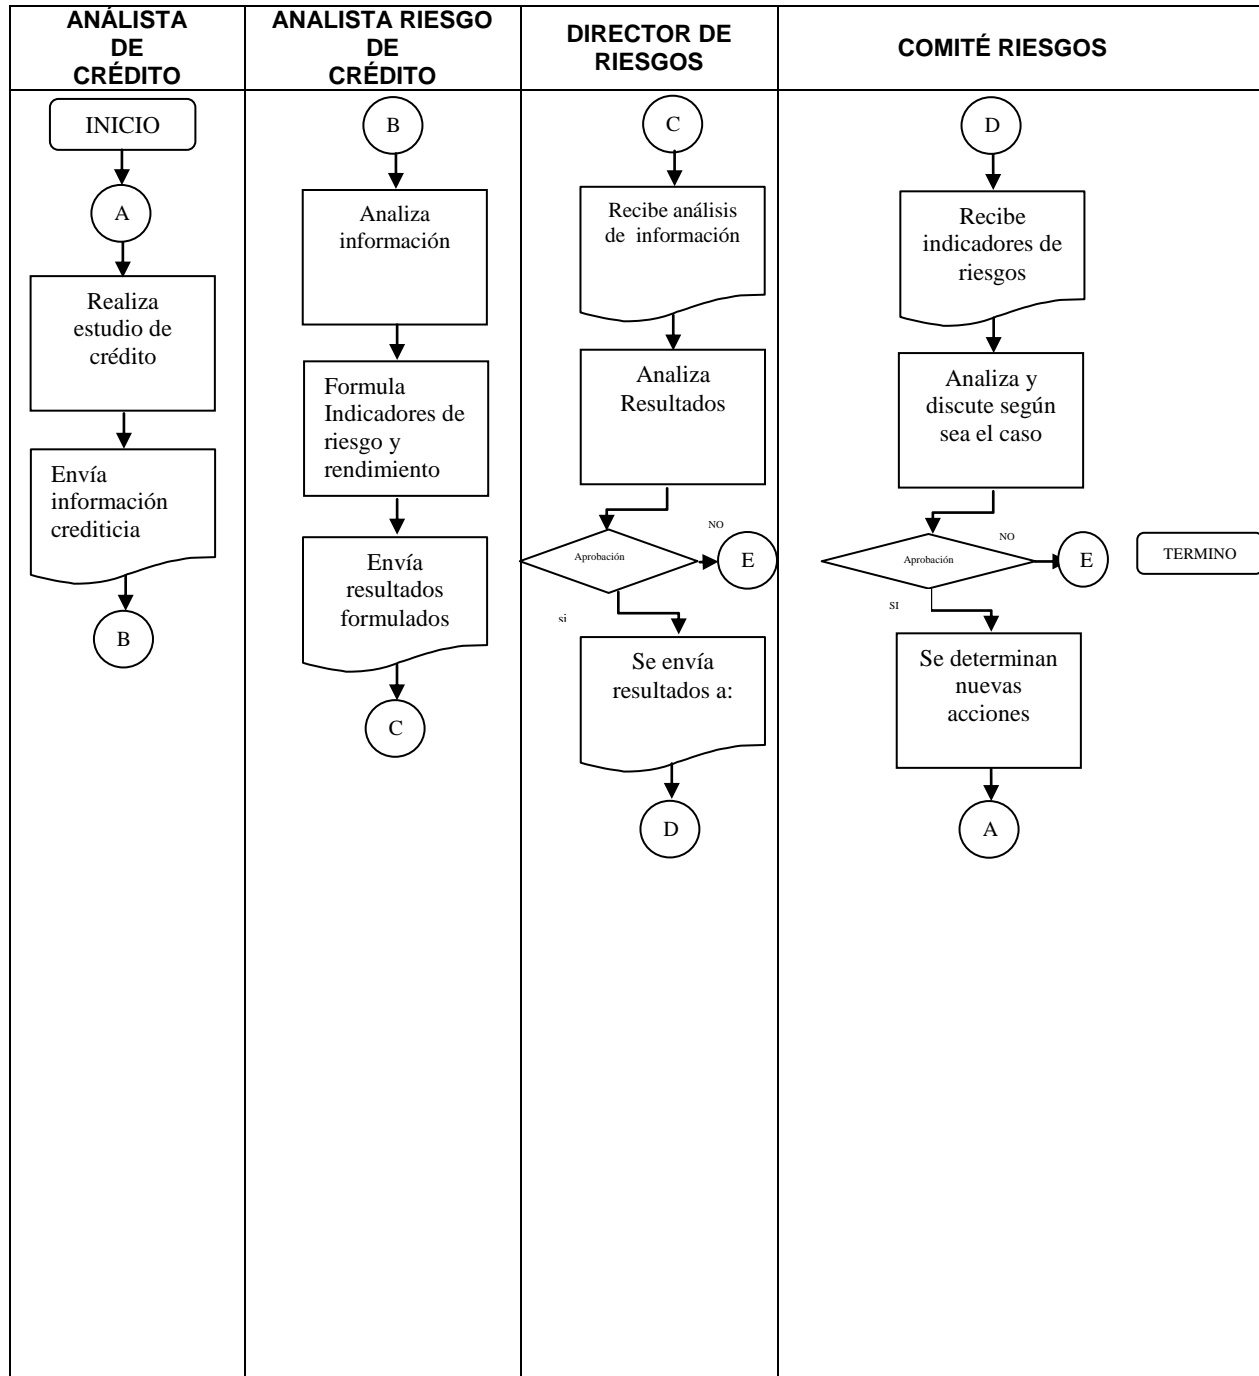 ANÁLISTA
DE
CRÉDITO
ANALISTA RIESGO
DE
CRÉDITO
DIRECTOR DE
RIESGOS
COMITÉ RIESGOS
INICIO
A
Realiza
estudio de
crédito
Envía
información
crediticia
B
B
Analiza
información
Formula
Indicadores de
riesgo y
rendimiento
Envía
resultados
formulados
C
C
Recibe análisis
de información
Analiza
Resultados
Aprobación
NO
E
si
Se envía
resultados a:
D
D
Recibe
indicadores de
riesgos
Analiza y
discute según
sea el caso
Aprobación
NO
E
TERMINO
SI
Se determinan
nuevas
acciones
A